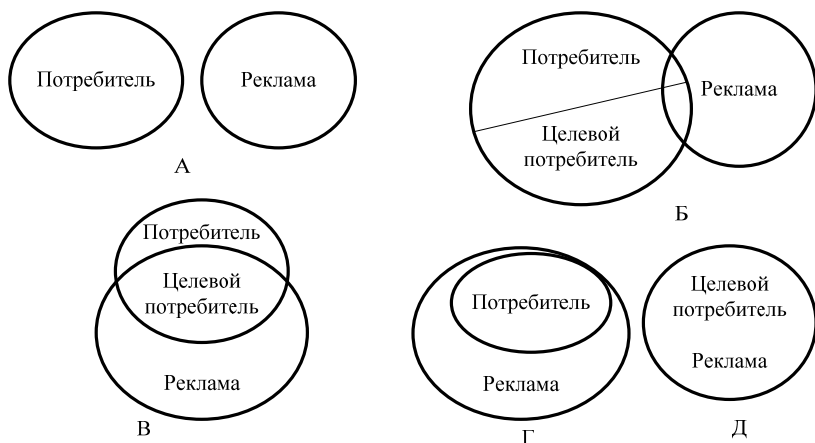 Потребитель
Реклама
А
Потребитель
Реклама
Целевой
потребитель
Б
Потребитель
Целевой
потребитель
Реклама
В
Потребитель
Реклама
Г
Целевой
потребитель
Реклама
Д